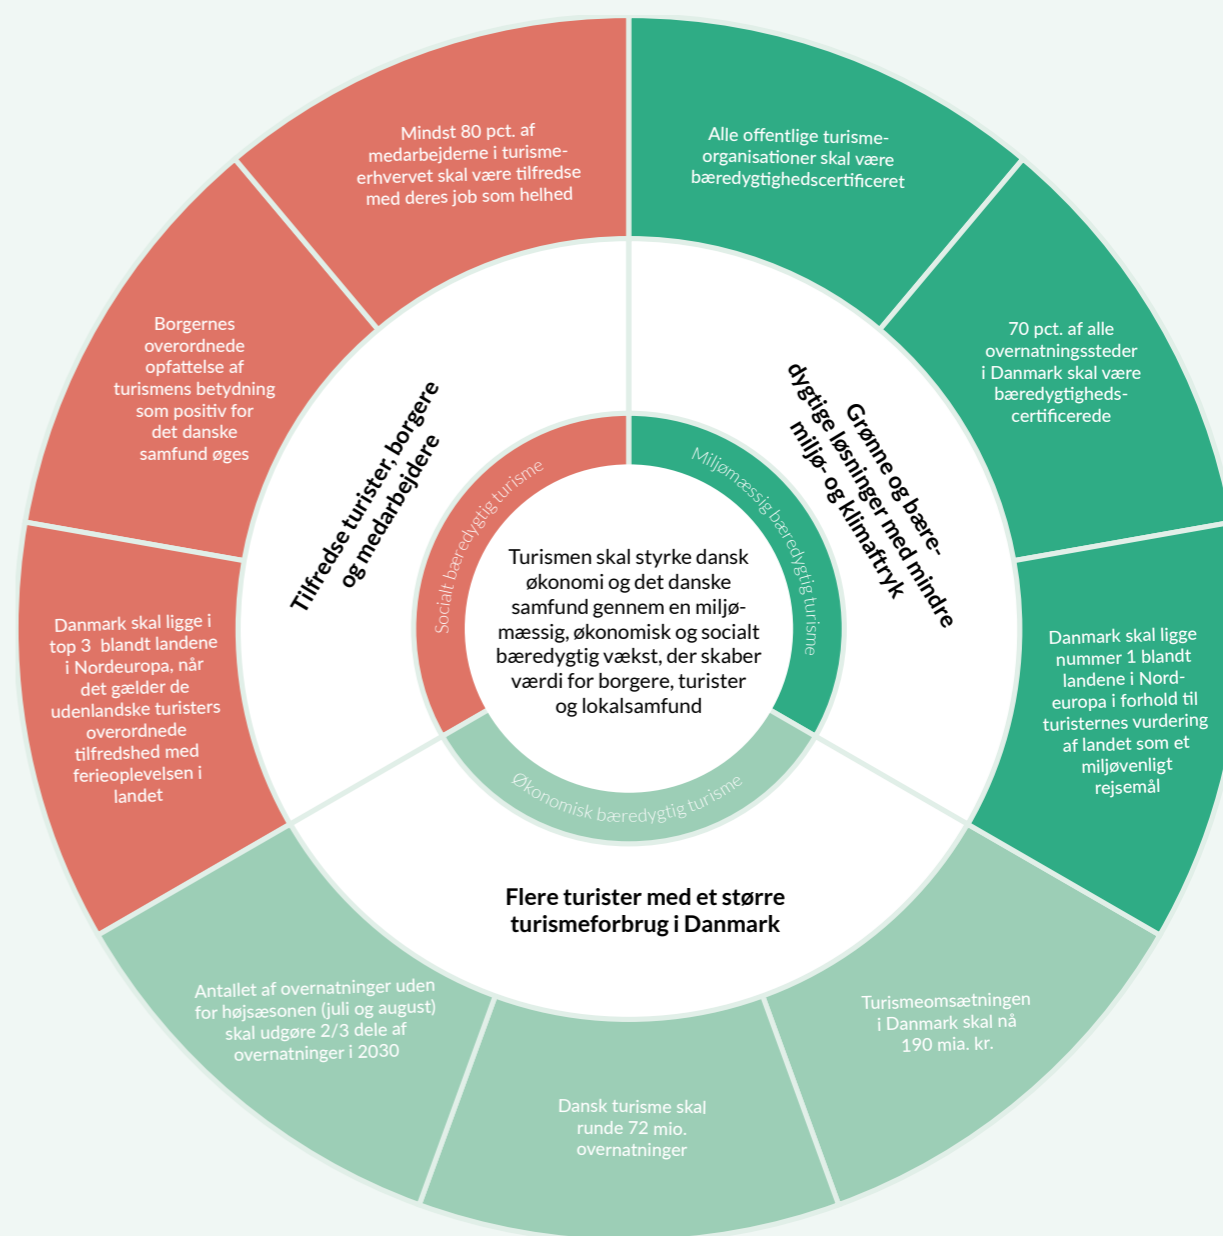 Mindst 80 pct. af
medarbejderne i turisme-
erhvervet skal være tilfredse
med deres job som helhed
Alle offentlige turisme-
organisationer skal være
bæredygtighedscertificeret
Borgernes
overordnede
opfattelse af
turismens betydning
som positiv for
det danske
samfund øges
70 pct. af alle
overnatningssteder
i Danmark skal være
bæredygtigheds-
certificerede
Tilfredse turister, borgere
og medarbejdere
Grønne og bære-
dygtige løsninger med mindre
miljø- og klimaftryk
Socialt bæredygtig turisme
Miljømæssig bæredygtig turisme
Turismen skal styrke dansk
økonomi og det danske
samfund gennem en miljø-
mæssig, økonomisk og socialt
bæredygtig vækst, der skaber
værdi for borgere, turister
og lokalsamfund
Økonomisk bæredygtig turisme
Danmark skal ligge i
top 3 blandt landene
i Nordeuropa, når
det gælder de
udenlandske turisters
overordnede
tilfredshed med
ferieoplevelsen i
landet
Danmark skal ligge
nummer 1 blandt
landene i Nord-
europa i forhold til
turisternes vurdering
af landet som et
miljøvenligt
rejsemål
Flere turister med et større
turismeforbrug i Danmark
Antallet af overnatninger uden
for højsæsonen (juli og august)
skal udgøre 2/3 dele af
overnatninger i 2030
Dansk turisme skal
runde 72 mio.
overnatninger
Turismeomsætningen
i Danmark skal nå
190 mia. kr.